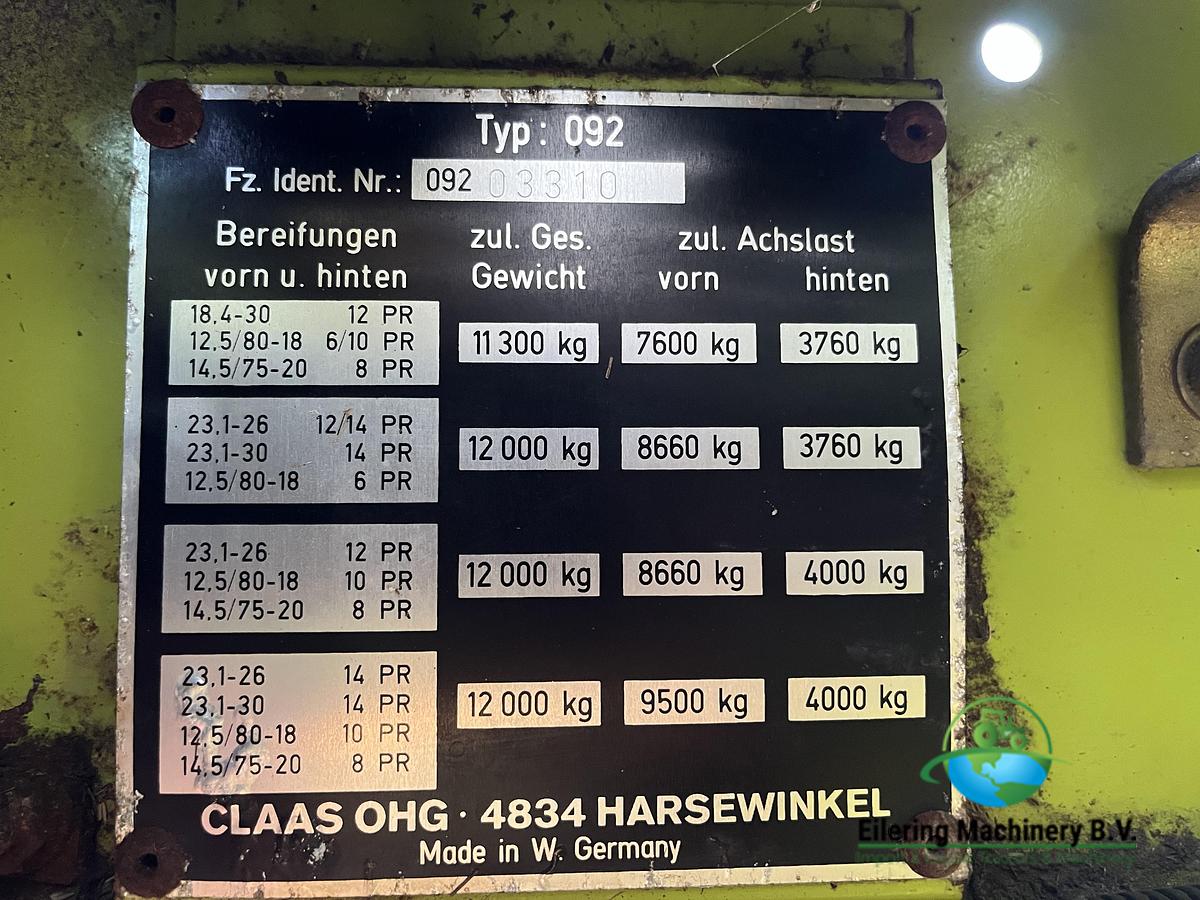 Typ: 092
Fz. Ident. Nr.: 092 03310
Bereifungen vorn u. hinten
zul. Ges. Gewicht
zul. Achslast
vorn hinten
18,4-30 12 PR
12,5/80-18 6/10 PR
14,5/75-20 8 PR
11 300 kg 7600 kg 3760 kg
23,1-26 12/14 PR
23,1-30 14 PR
12,5/80-18 6 PR
12 000 kg 8660 kg 3760 kg
23,1-26 12 PR
12,5/80-18 10 PR
14,5/75-20 8 PR
12 000 kg 8660 kg 4000 kg
23,1-26 14 PR
23,1-30 14 PR
12,5/80-18 10 PR
14,5/75-20 8 PR
12 000 kg 9500 kg 4000 kg
CLAAS OHG · 4834 HARSEWINKEL
Made in W. Germany
Eilering Machinery B.V.